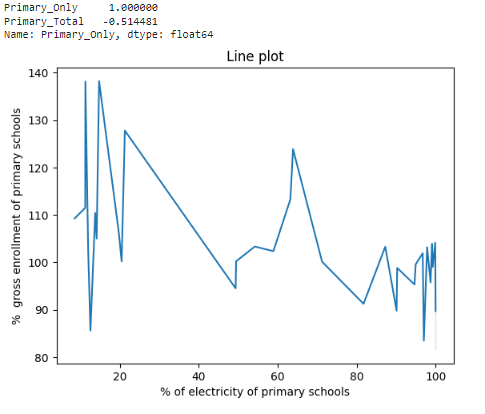 Primary_Only 1.000000
Primary_Total -0.514481
Name: Primary_Only, dtype: float64
Line plot
140
130
120
110
100
90
80
% gross enrollment of primary schools
20 40 60 80 100
% of electricity of primary schools